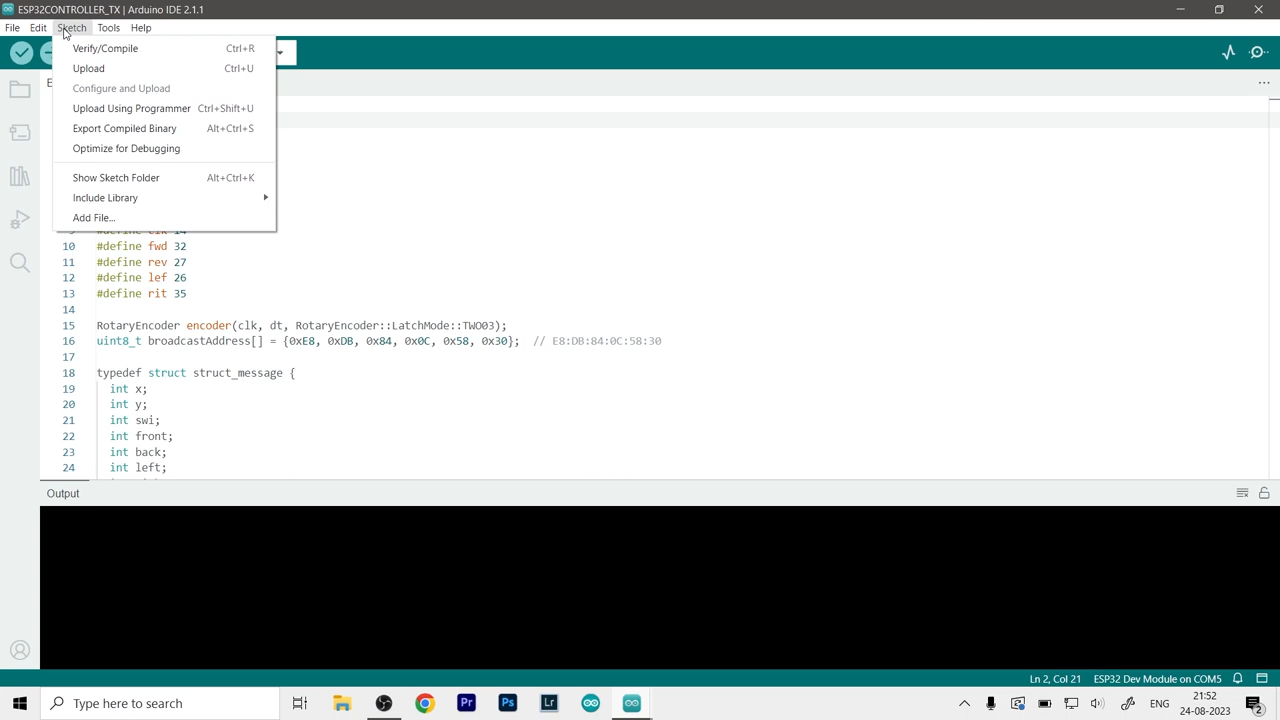 ESP32CONTROLLER_TX | Arduino IDE 2.1.1
File Edit Sketch Tools Help
Verify/Compile Ctrl+R
Upload Ctrl+U
Configure and Upload
Upload Using Programmer Ctrl+Shift+U
Export Compiled Binary Alt+Ctrl+S
Optimize for Debugging
Show Sketch Folder Alt+Ctrl+K
Include Library
Add File...
10 #define fwd 32
11 #define rev 27
12 #define lef 26
13 #define rit 35
14
15 RotaryEncoder encoder(clk, dt, RotaryEncoder::LatchMode::TWO03);
16 uint8_t broadcastAddress[] = {0xE8, 0xDB, 0x84, 0x0C, 0x58, 0x30}; // E8:DB:84:0C:58:30
17
18 typedef struct struct_message {
19 int x;
20 int y;
21 int swi;
22 int front;
23 int back;
24 int left;
Output
Ln 2, Col 21 ESP32 Dev Module on COM5
Type here to search
Pr Ps Lr
ENG
21:52
24-08-2023
2